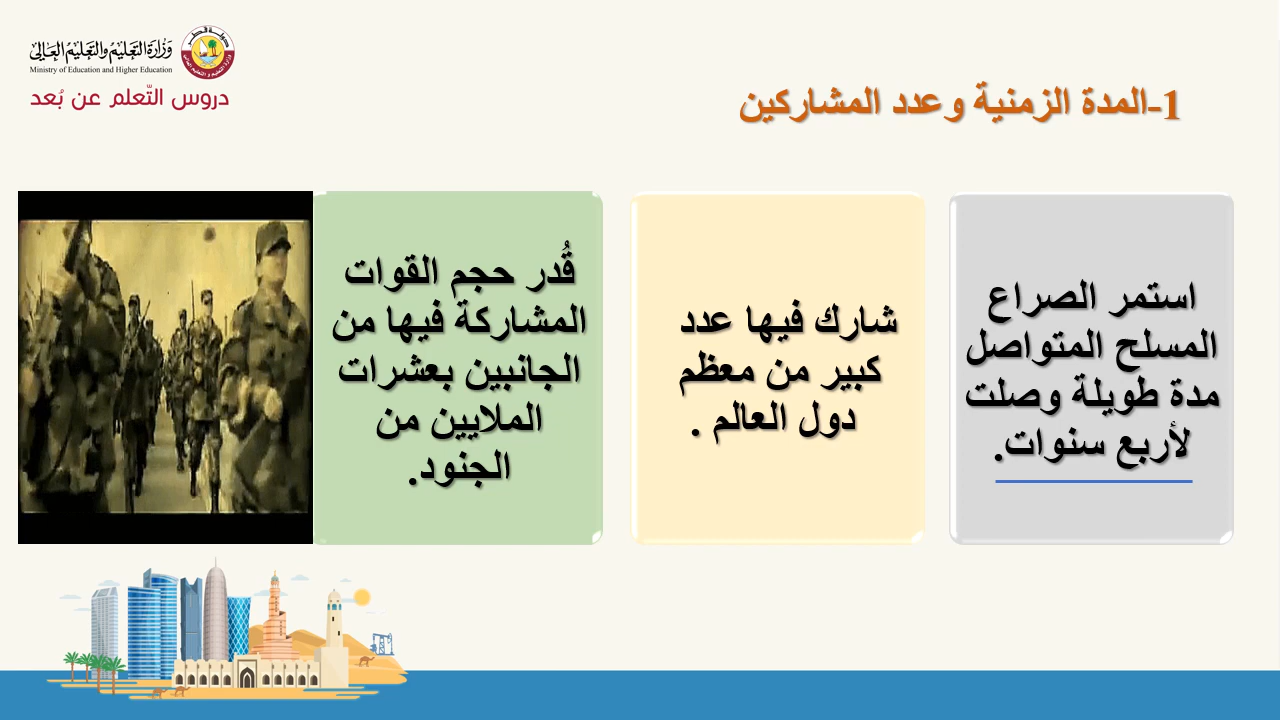 وزارة التعليم والتعليم العالي
Ministry of Education and Higher Education
دروس التّعلم عن بُعد
1-المدة الزمنية وعدد المشاركين
استمر الصراع
المسلح المتواصل
مدة طويلة وصلت
لأربع سنوات.
شارك فيها عدد
كبير من معظم
دول العالم .
قُدر حجم القوات
المشاركة فيها من
الجانبين بعشرات
الملايين من
الجنود.